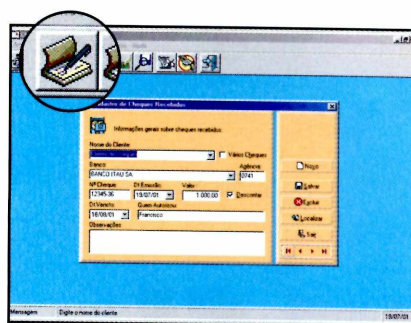 Cadastro de Cheques Recebidos
Informações gerais sobre cheques recebidos
Nome do Cliente
Vários Cheques
Banco Agência
BANCO ITAU SA 0741
Nº Cheque Dt.Emissão Valor
12345-36 19/07/01 1.000,00 Descontar
Dt.Vencto. Quem Autorizou
18/08/01 Francisco
Observações
Novo
Salvar
Excluir
Localizar
Sair
Mensagem Digite o nome do cliente 19/07/01